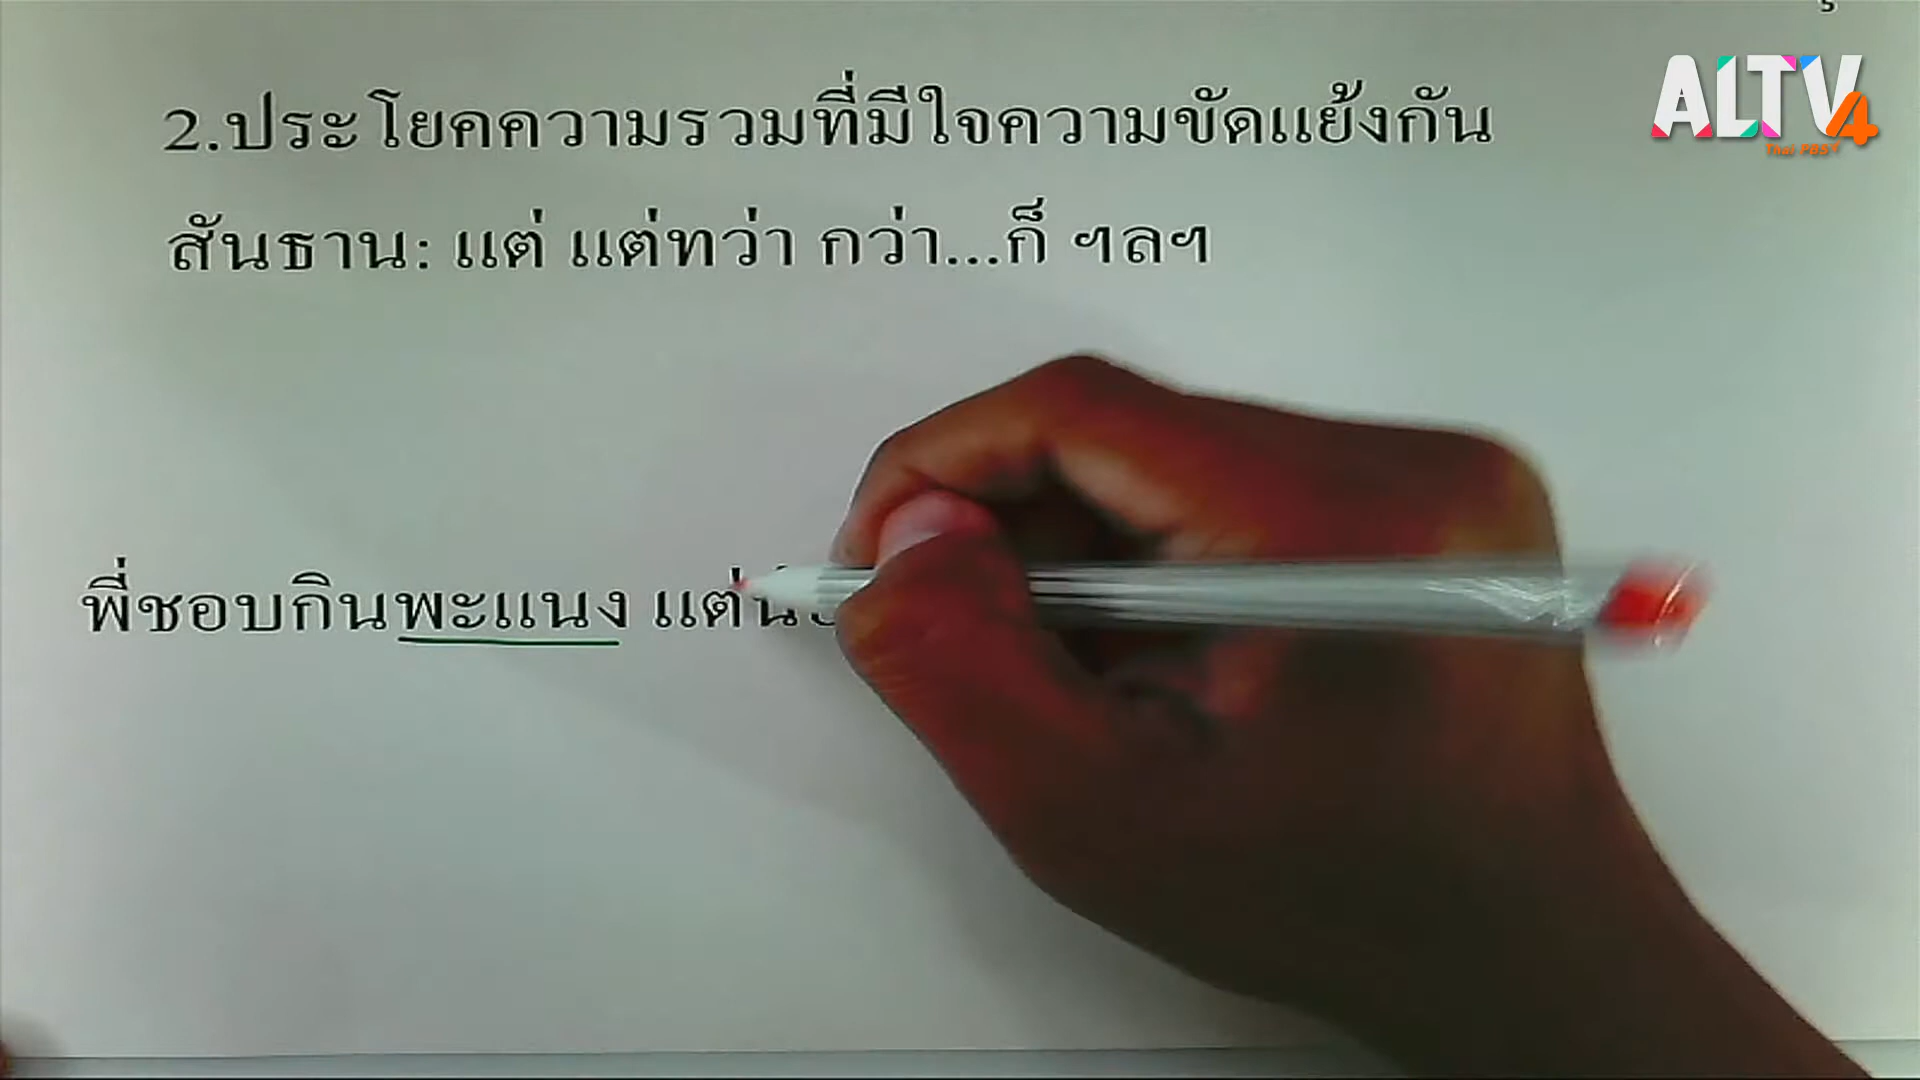 2.ประโยคความรวมที่มีใจความขัดแย้งกัน
สันธาน: แต่ แต่ทว่า กว่า...ก็ ฯลฯ
พี่ชอบกินพะแนง แต่
ALTV4
Thai PBS